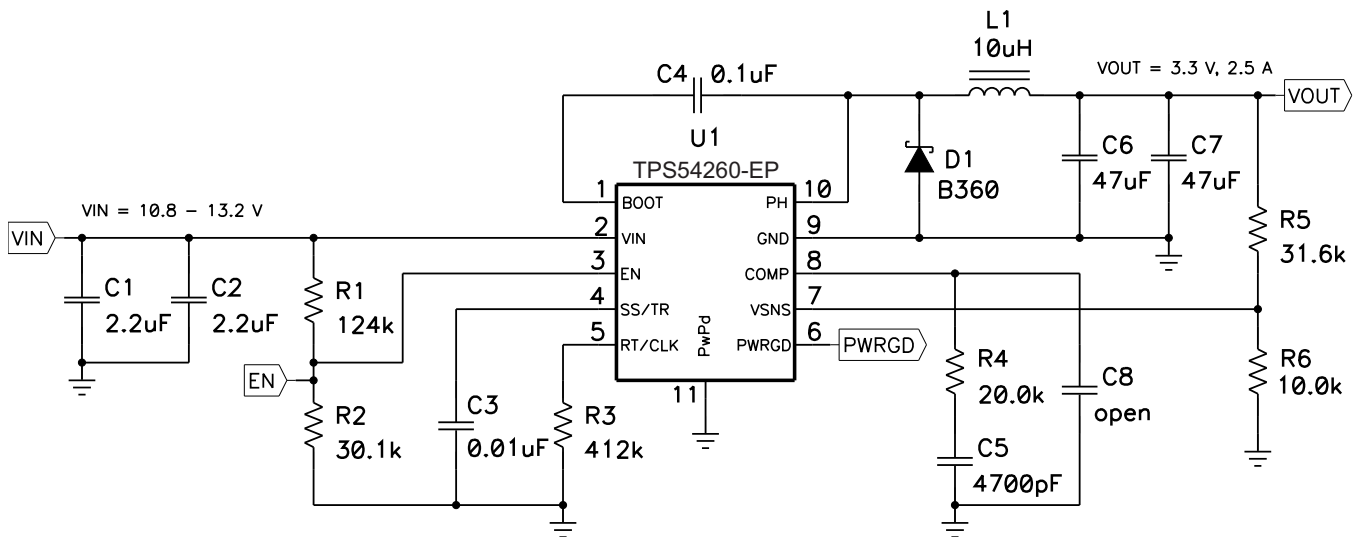 L1
10uH
C4 0.1uF
VOUT = 3.3 V, 2.5 A
VOUT
U1
TPS54260-EP
C6
47uF
C7
47uF
D1
B360
1
BOOT
PH
10
VIN = 10.8 - 13.2 V
VIN
2
VIN
GND
9
R5
31.6k
3
EN
COMP
8
C1
2.2uF
C2
2.2uF
R1
124k
4
SS/TR
VSNS
7
5
RT/CLK
PwPd
PWRGD
6
PWRGD
EN
R4
20.0k
C8
open
R6
10.0k
11
R2
30.1k
C3
0.01uF
R3
412k
C5
4700pF